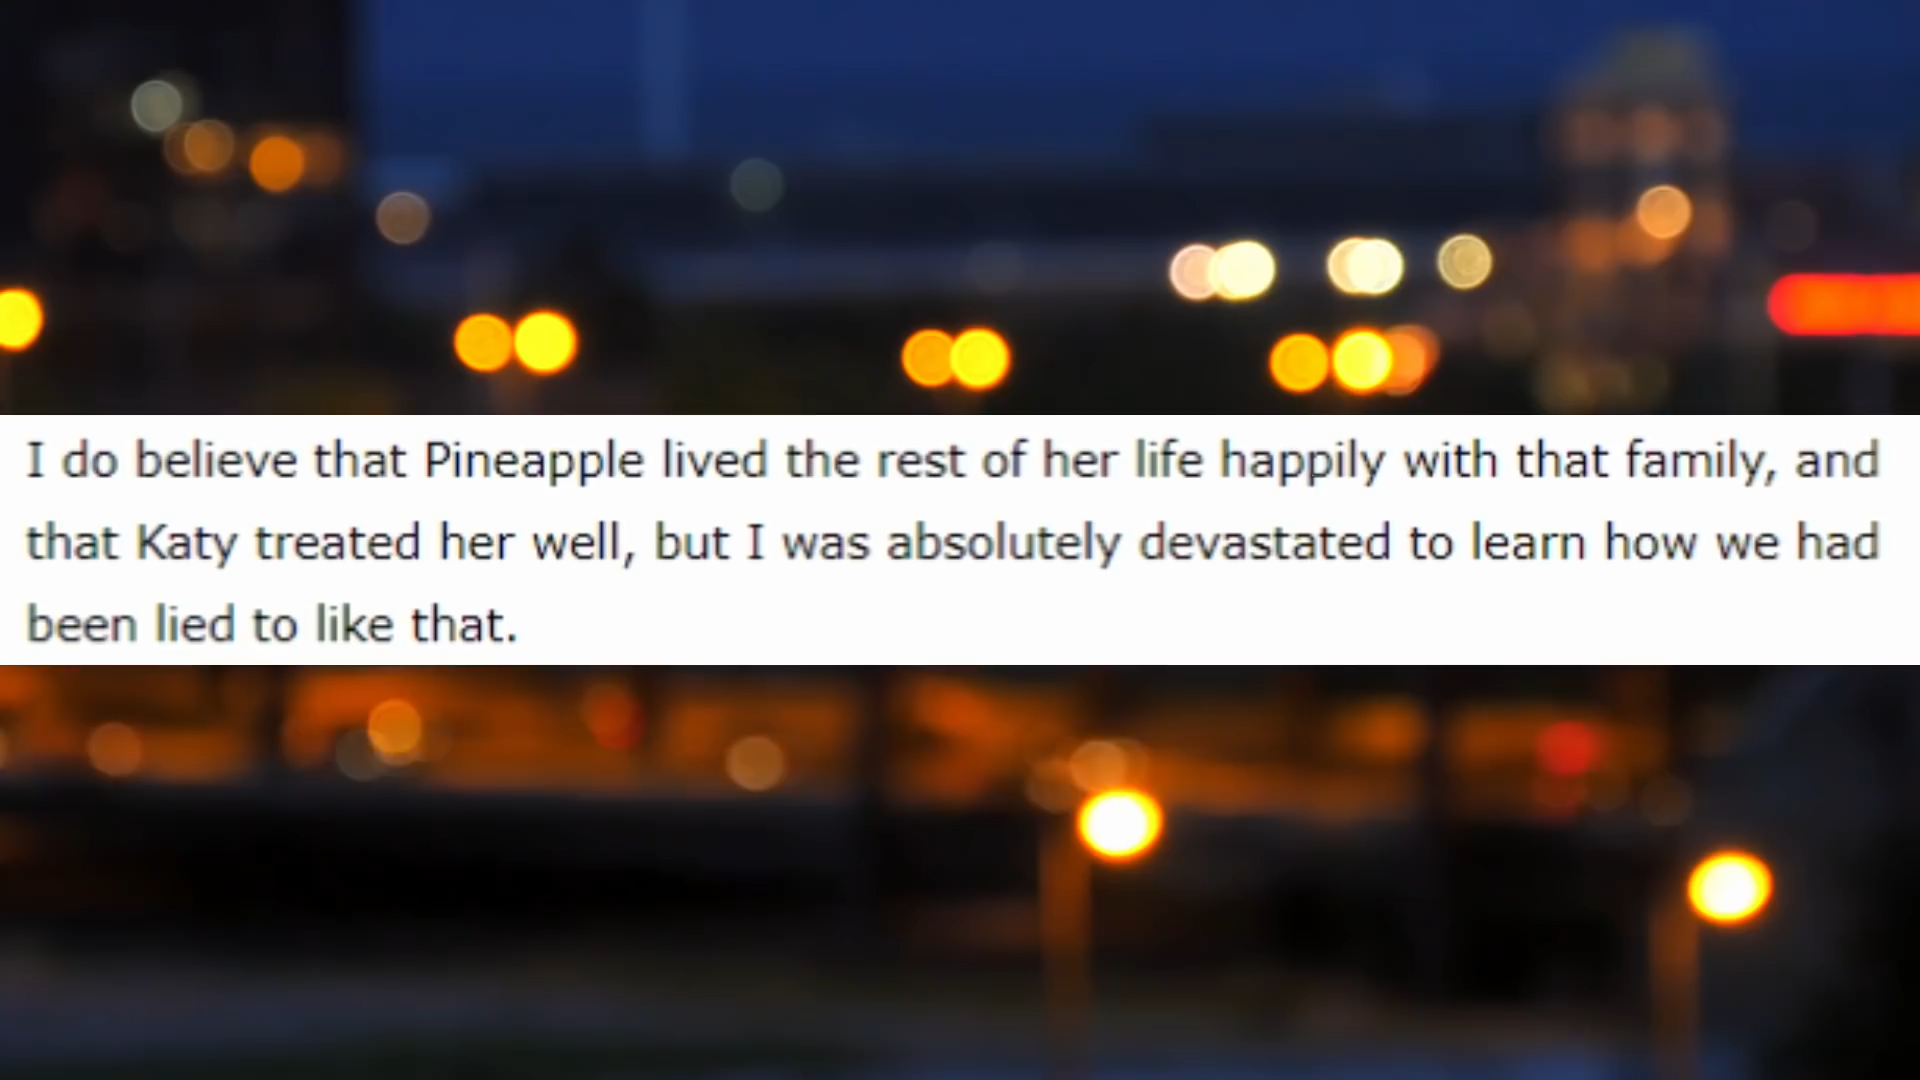 I do believe that Pineapple lived the rest of her life happily with that family, and
that Katy treated her well, but I was absolutely devastated to learn how we had
been lied to like that.